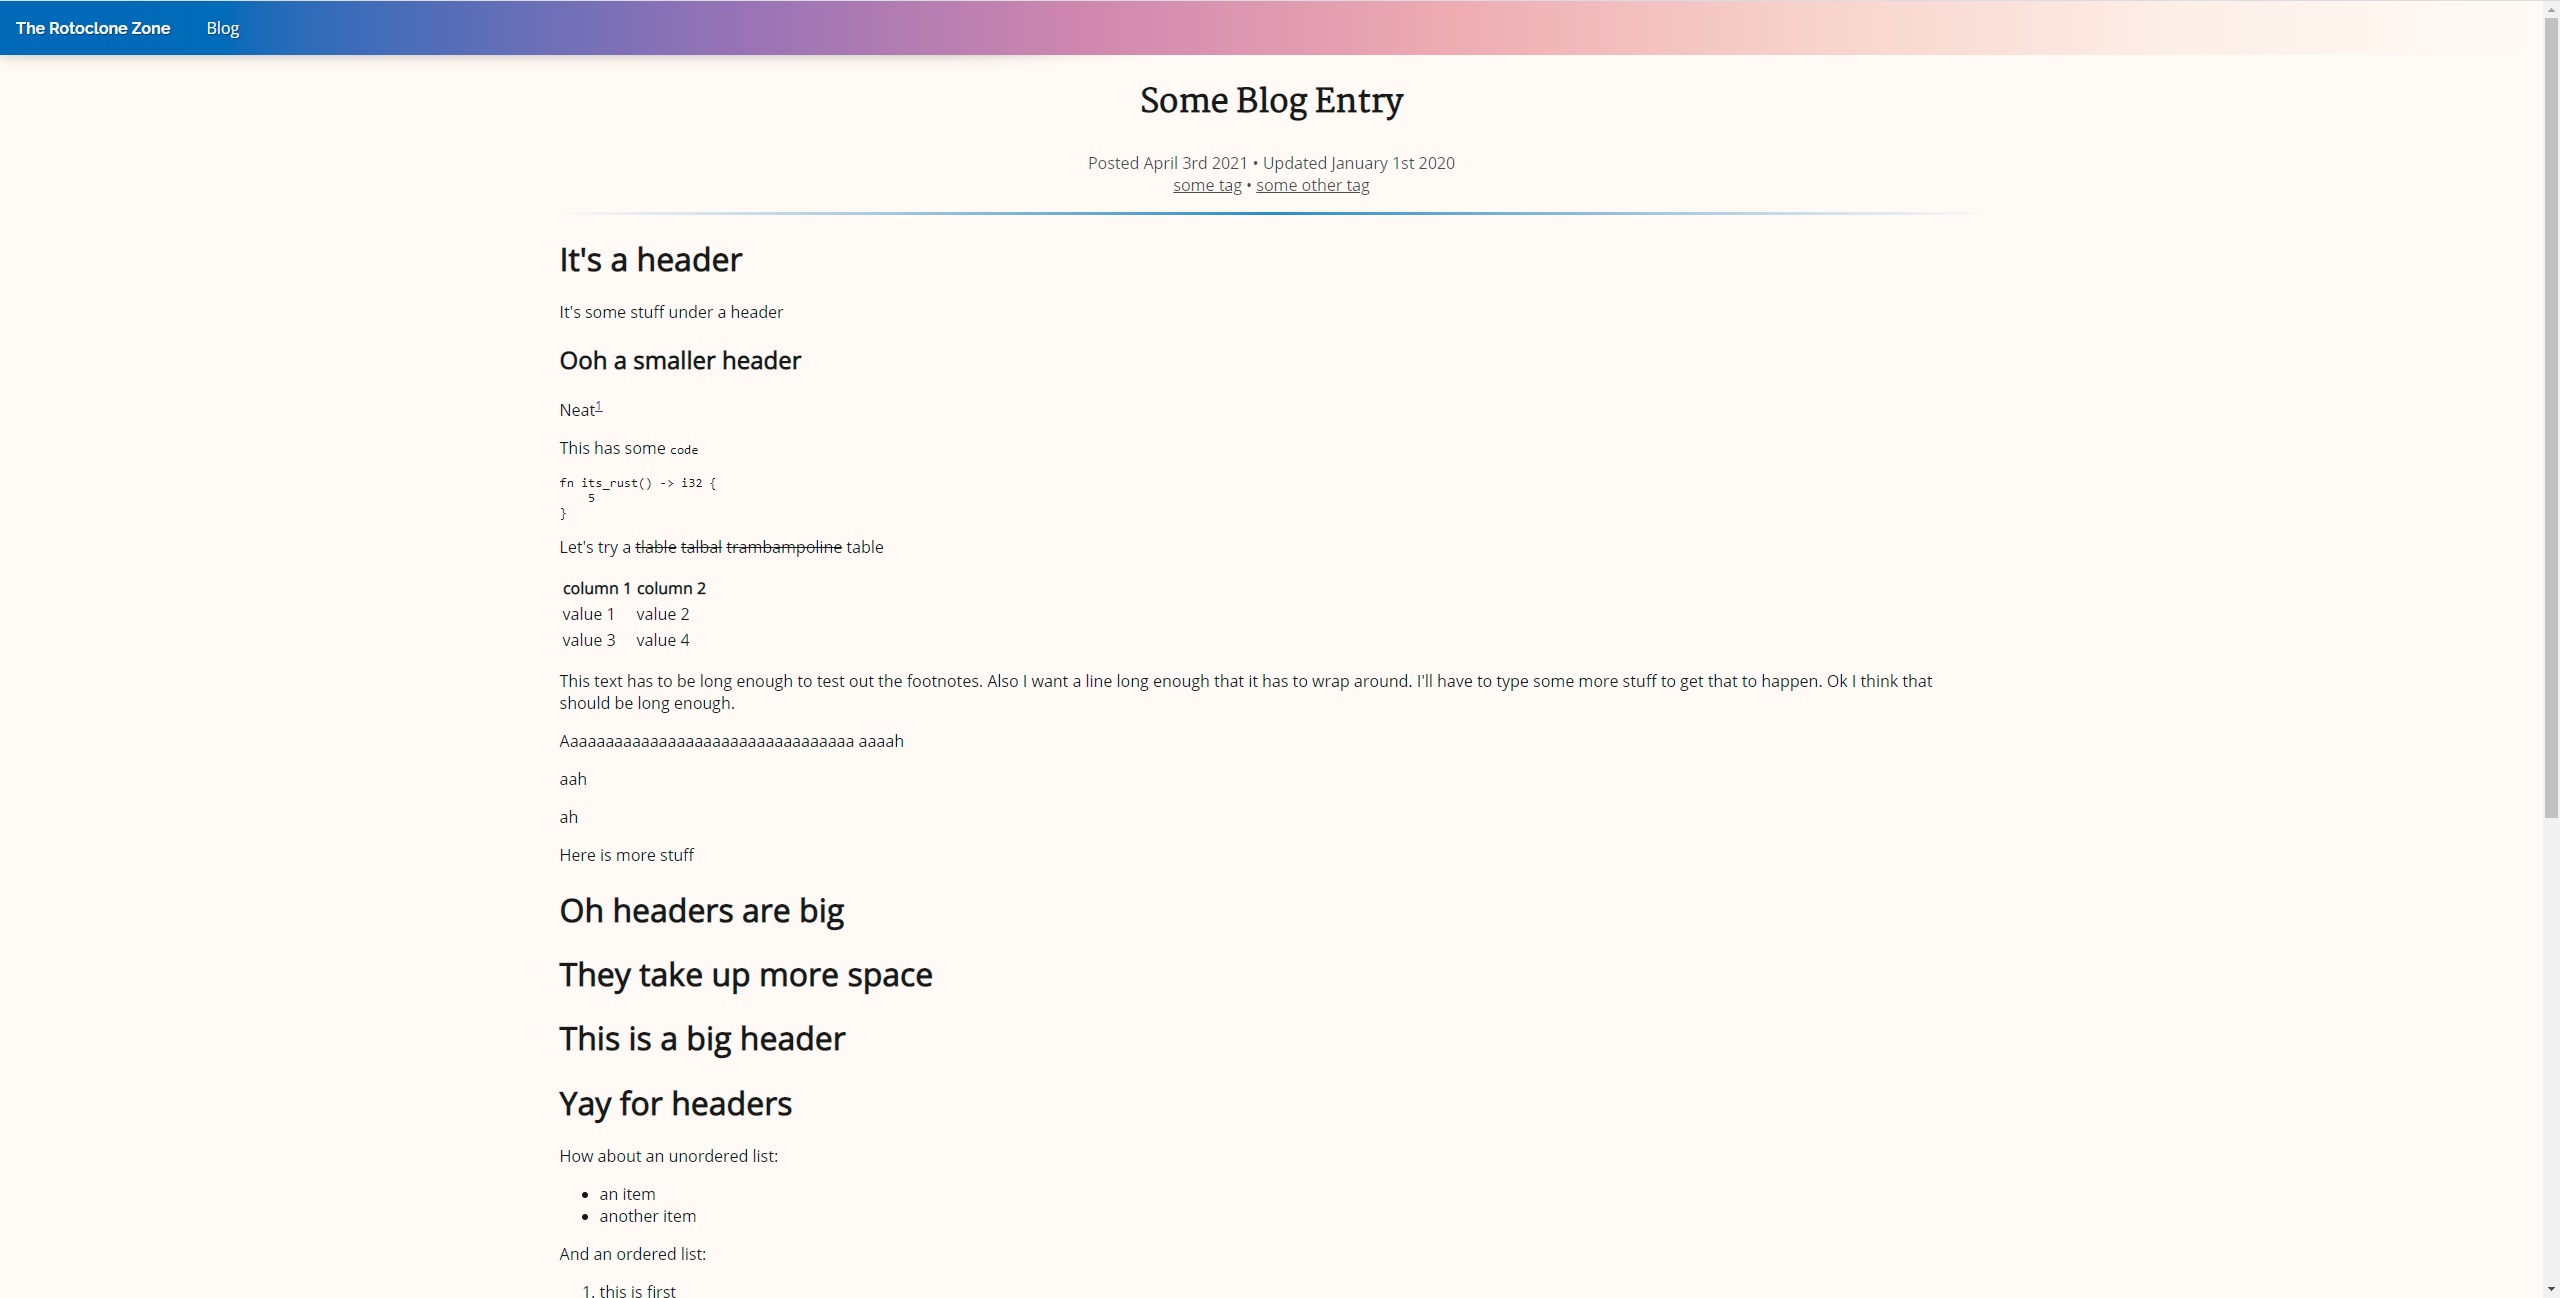 The Rotoclone Zone Blog
Some Blog Entry
Posted April 3rd 2021 • Updated January 1st 2020
some tag • some other tag
It's a header
It's some stuff under a header
Ooh a smaller header
Neat1
This has some code
fn its_rust() -> i32 {
    5
}
Let's try a tlable talbal trambampoline table
column 1 column 2
value 1 value 2
value 3 value 4
This text has to be long enough to test out the footnotes. Also I want a line long enough that it has to wrap around. I'll have to type some more stuff to get that to happen. Ok I think that
should be long enough.
Aaaaaaaaaaaaaaaaaaaaaaaaaaaaaaaaa aaaah
aah
ah
Here is more stuff
Oh headers are big
They take up more space
This is a big header
Yay for headers
How about an unordered list:
• an item
• another item
And an ordered list:
1. this is first